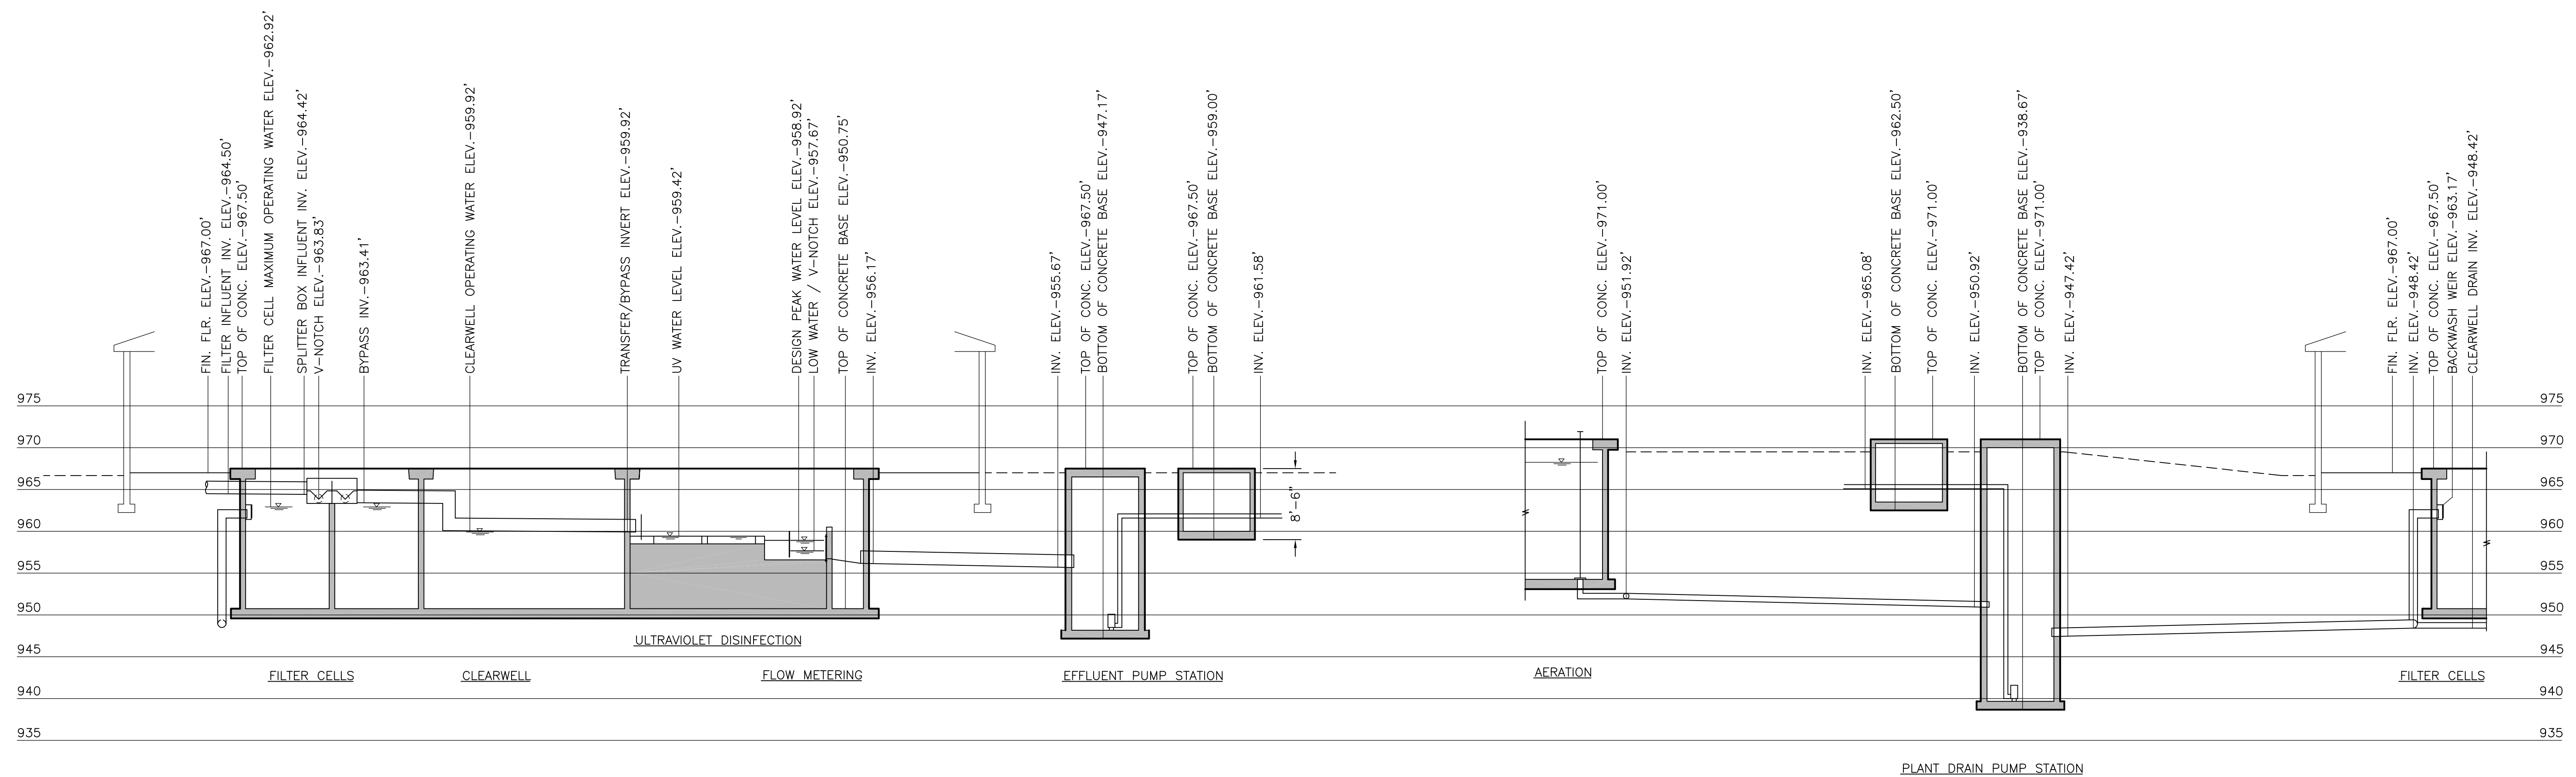 FIN. FLR. ELEV.-967.00'
FILTER INFLUENT INV. ELEV.-964.50'
TOP OF CONC. ELEV.-967.50'
FILTER CELL MAXIMUM OPERATING WATER ELEV.-962.92'
SPLITTER BOX INFLUENT INV. ELEV.-964.42'
V-NOTCH ELEV.-963.83'
BYPASS INV.-963.41'
CLEARWELL OPERATING WATER ELEV.-959.92'
TRANSFER/BYPASS INVERT ELEV.-959.92'
UV WATER LEVEL ELEV.-959.42'
DESIGN PEAK WATER LEVEL ELEV.-958.92'
LOW WATER / V-NOTCH ELEV.-957.67'
TOP OF CONCRETE BASE ELEV.-950.75'
INV. ELEV.-956.17'
INV. ELEV.-955.67'
TOP OF CONC. ELEV.-967.50'
BOTTOM OF CONCRETE BASE ELEV.-947.17'
TOP OF CONC. ELEV.-967.50'
BOTTOM OF CONCRETE BASE ELEV.-959.00'
INV. ELEV.-961.58'
TOP OF CONC. ELEV.-971.00'
INV. ELEV.-951.92'
INV. ELEV.-965.08'
BOTTOM OF CONCRETE BASE ELEV.-962.50'
TOP OF CONC. ELEV.-971.00'
INV. ELEV.-950.92'
BOTTOM OF CONCRETE BASE ELEV.-938.67'
TOP OF CONC. ELEV.-971.00'
INV. ELEV.-947.42'
FIN. FLR. ELEV.-967.00'
INV. ELEV.-948.42'
TOP OF CONC. ELEV.-967.50'
BACKWASH WEIR ELEV.-963.17'
CLEARWELL DRAIN INV. ELEV.-948.42'
975 975
970 970
965 965
8'-6"
960 960
955 955
950 950
ULTRAVIOLET DISINFECTION
945 945
FILTER CELLS
CLEARWELL
FLOW METERING
EFFLUENT PUMP STATION
AERATION
FILTER CELLS
940 940
935 935
PLANT DRAIN PUMP STATION